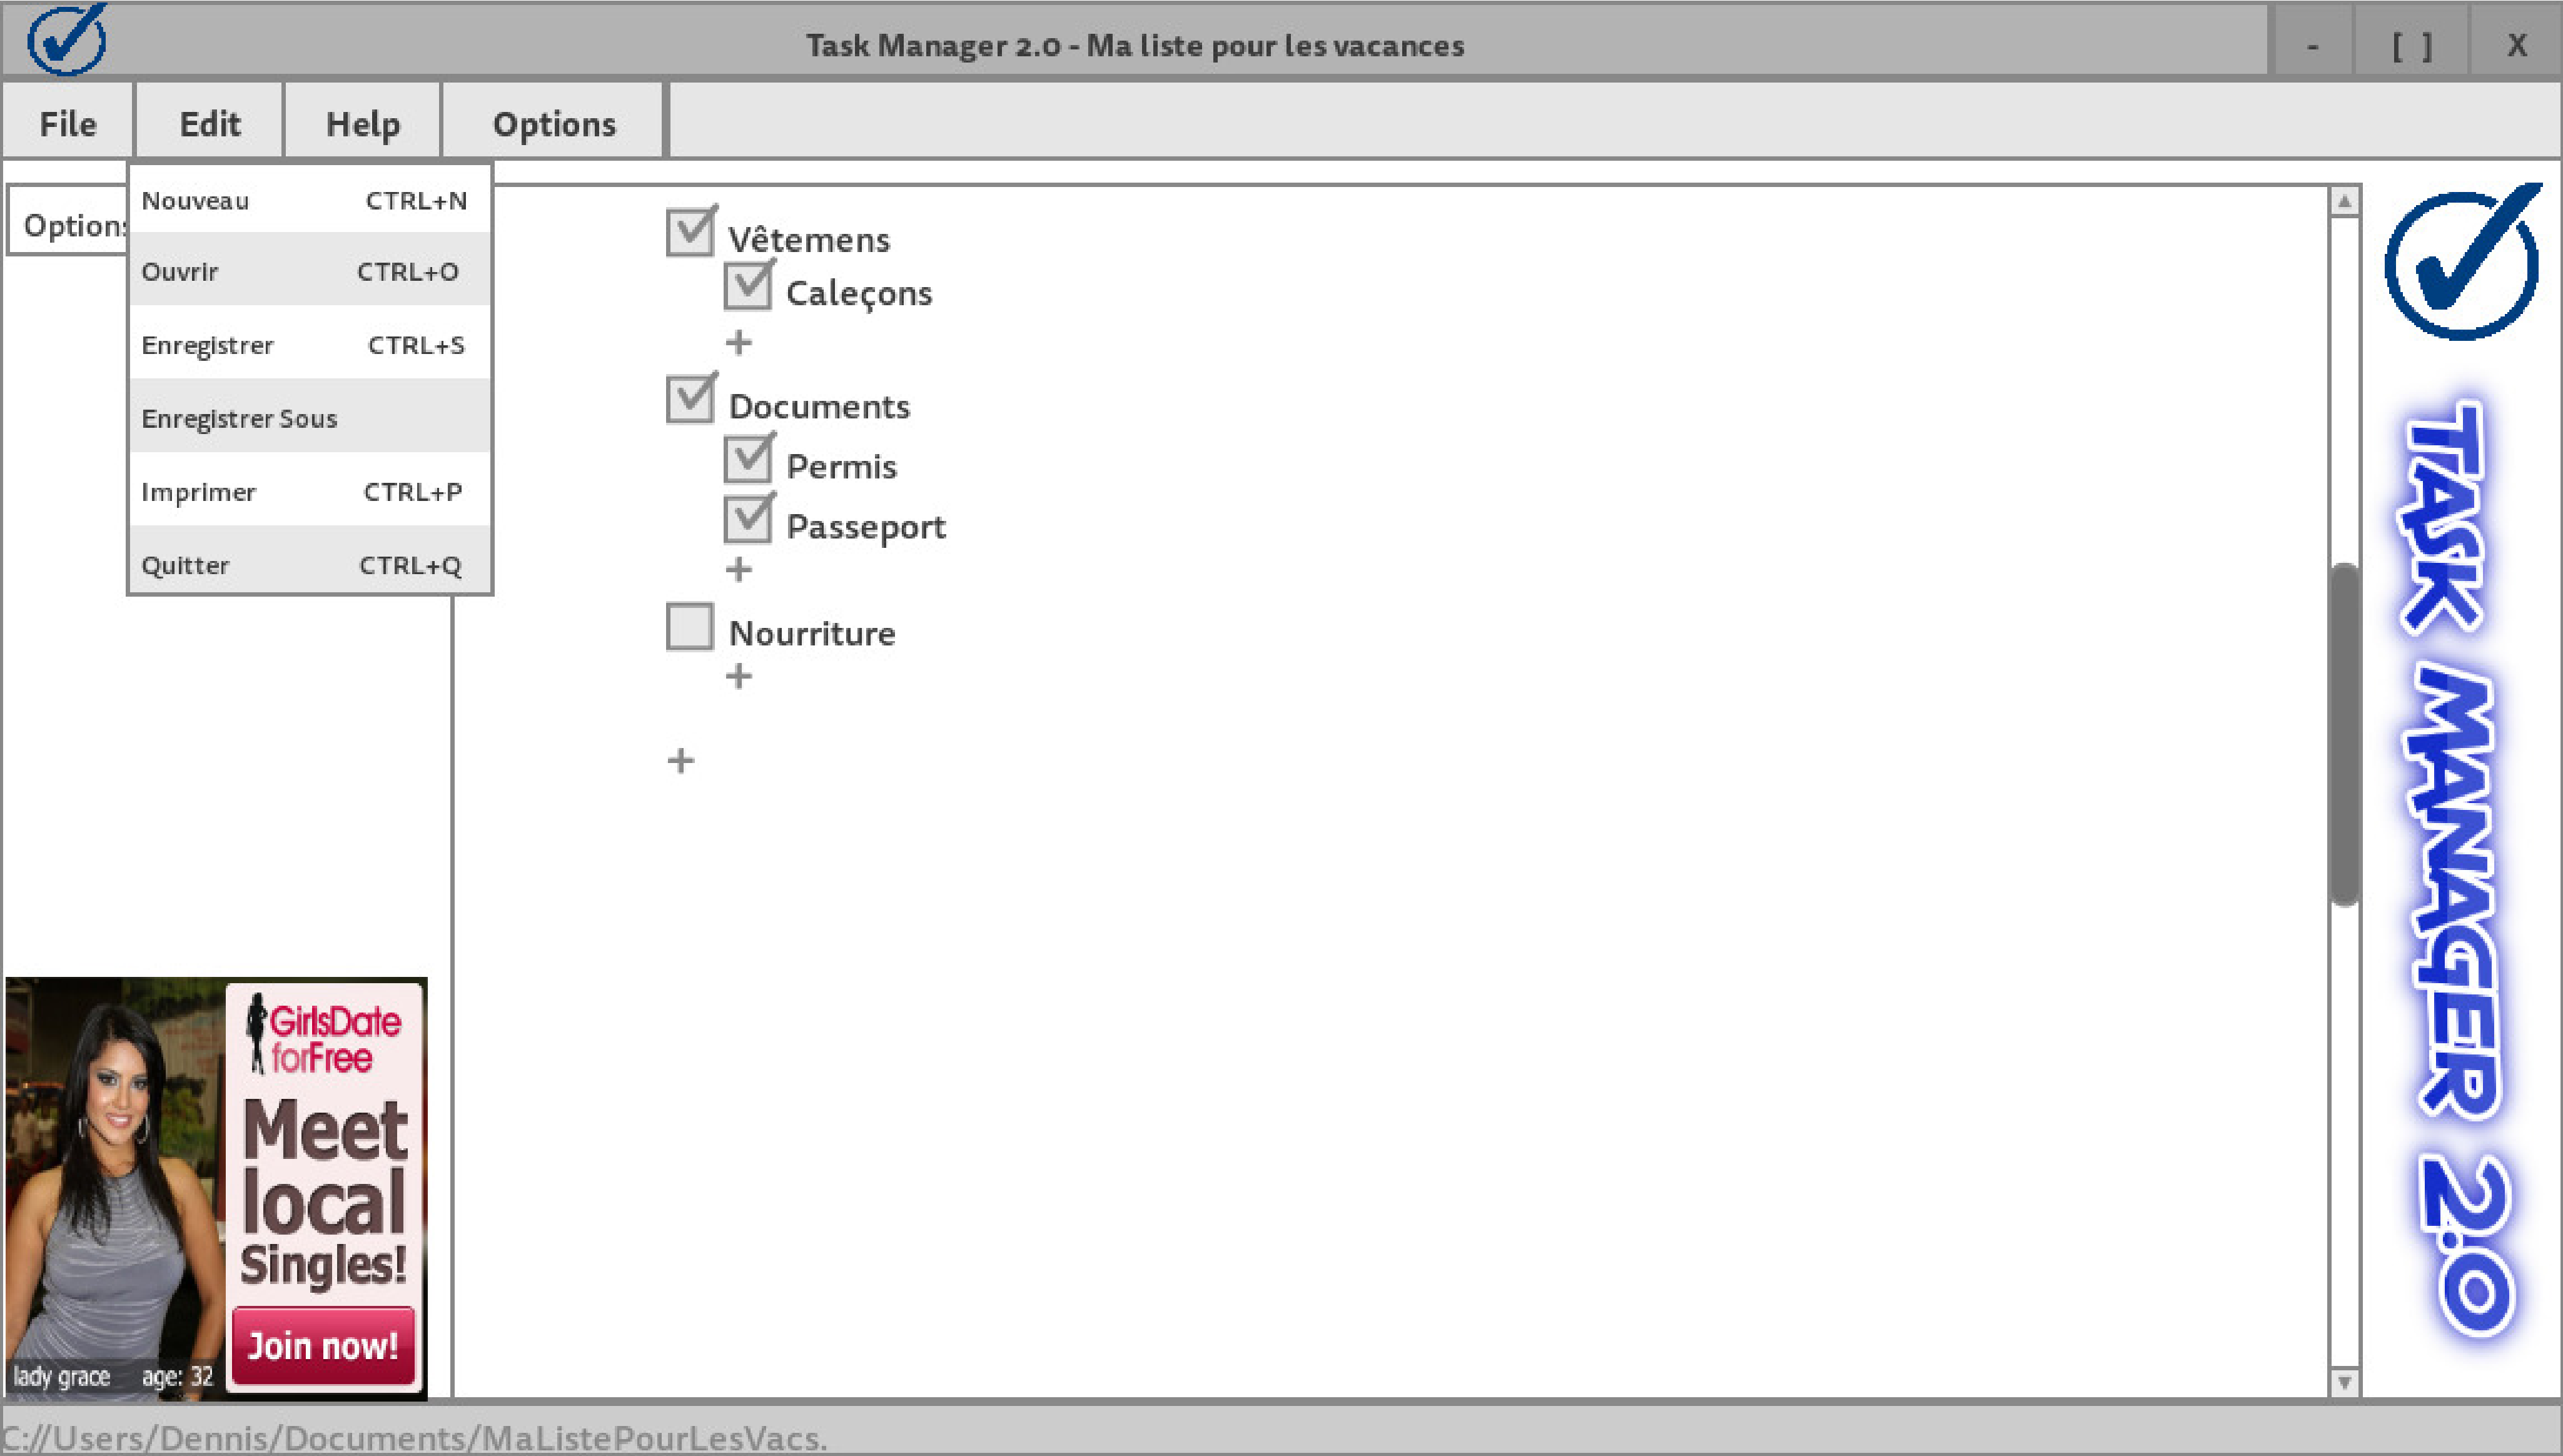 Task Manager 2.0 - Ma liste pour les vacances
- [ ] X
File Edit Help Options
Options
Nouveau CTRL+N
Ouvrir CTRL+O
Enregistrer CTRL+S
Enregistrer Sous
Imprimer CTRL+P
Quitter CTRL+Q
Vêtemens
Caleçons
+
Documents
Permis
Passeport
+
Nourriture
+
+
GirlsDate
forFree
Meet
local
Singles!
Join now!
lady grace age: 32
TASK MANAGER 2.0
C://Users/Dennis/Documents/MaListePourLesVacs.